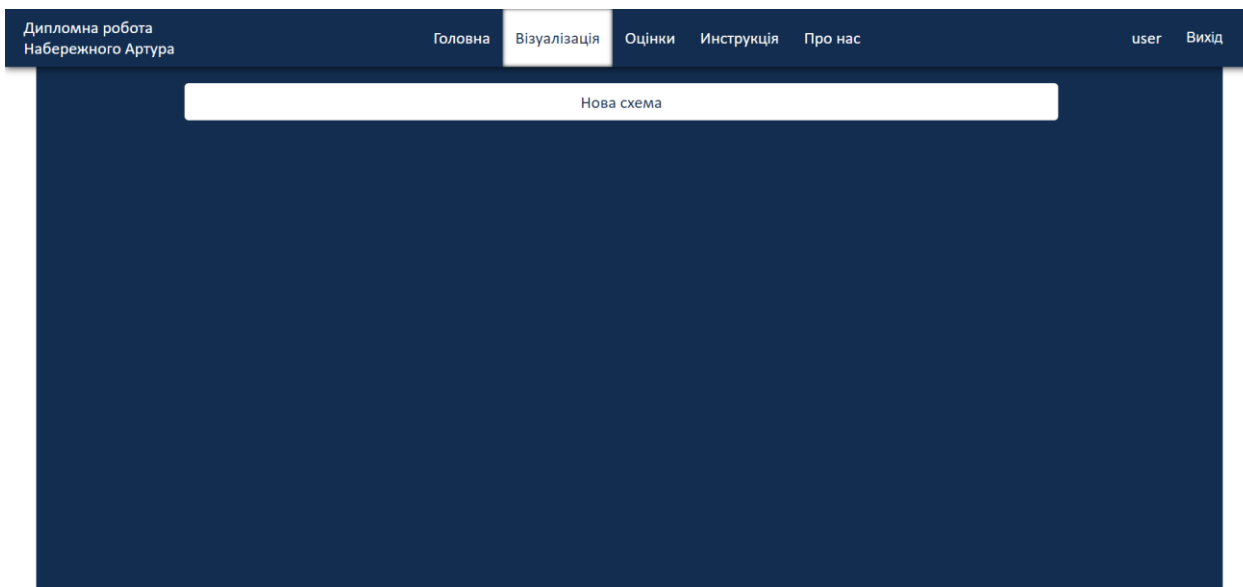 Дипломна робота
Набережного Артура
Головна Візуалізація Оцінки Инструкція Про нас
user Вихід
Нова схема